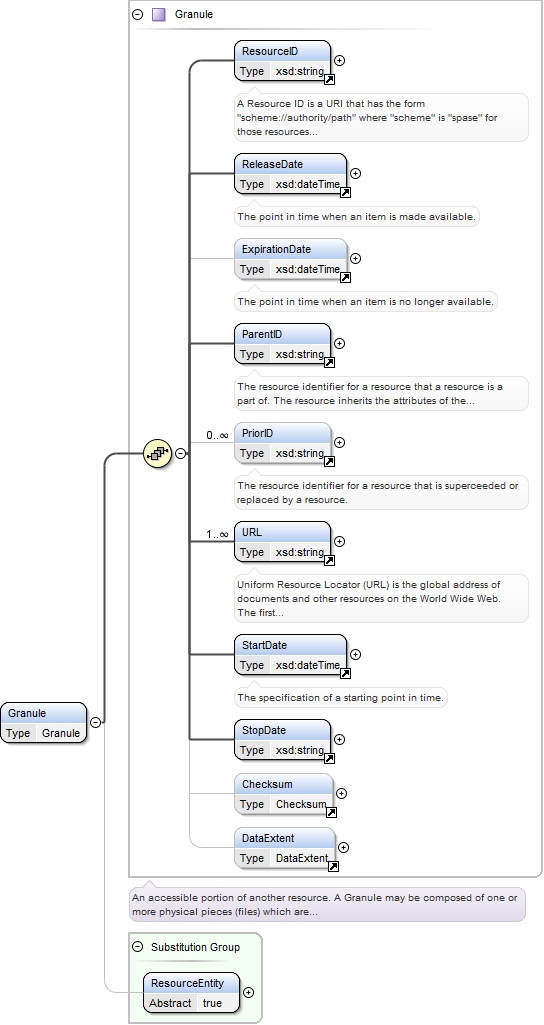 Granule
ResourceID
Type xsd:string
A Resource ID is a URI that has the form
"scheme://authority/path" where "scheme" is "spase" for
those resources...
ReleaseDate
Type xsd:dateTime
The point in time when an item is made available.
ExpirationDate
Type xsd:dateTime
The point in time when an item is no longer available.
ParentID
Type xsd:string
The resource identifier for a resource that a resource is a
part of. The resource inherits the attributes of the...
0..∞
PriorID
Type xsd:string
The resource identifier for a resource that is superceeded or
replaced by a resource.
1..∞
URL
Type xsd:string
Uniform Resource Locator (URL) is the global address of
documents and other resources on the World Wide Web.
The first...
StartDate
Type xsd:dateTime
The specification of a starting point in time.
Granule
Type Granule
StopDate
Type xsd:string
Checksum
Type Checksum
DataExtent
Type DataExtent
An accessible portion of another resource. A Granule may be composed of one or
more physical pieces (files) which are...
Substitution Group
ResourceEntity
Abstract true